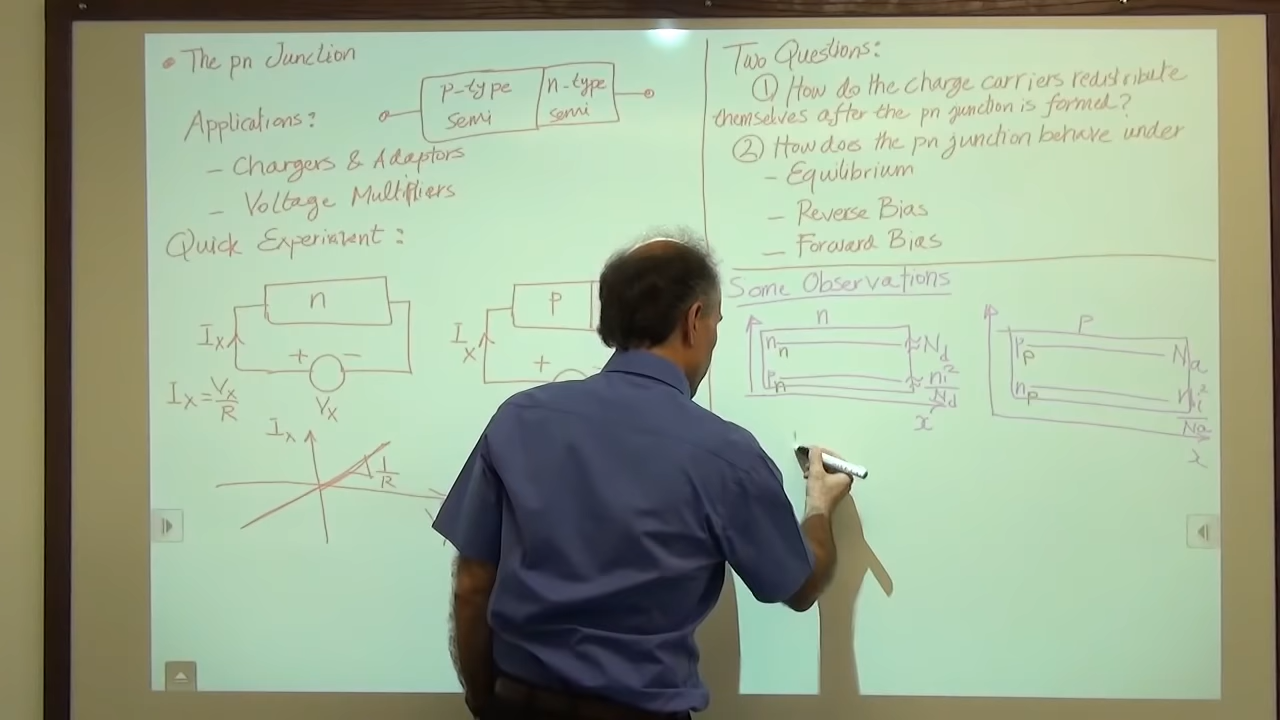 • The pn Junction
P-type semi
n-type semi
Applications:
- Chargers & Adaptors
- Voltage Multipliers
Quick Experiment:
n
Ix
+ −
Vx
Ix = Vx/R
Ix
1/R
P
Ix
+
Two Questions:
① How do the charge carriers redistribute
themselves after the pn junction is formed?
② How does the pn junction behave under
- Equilibrium
- Reverse Bias
- Forward Bias
Some Observations
n
nn ≈ Nd
Pn ≈ ni²/Nd
x
P
Pp Na
np ni²/Na
x